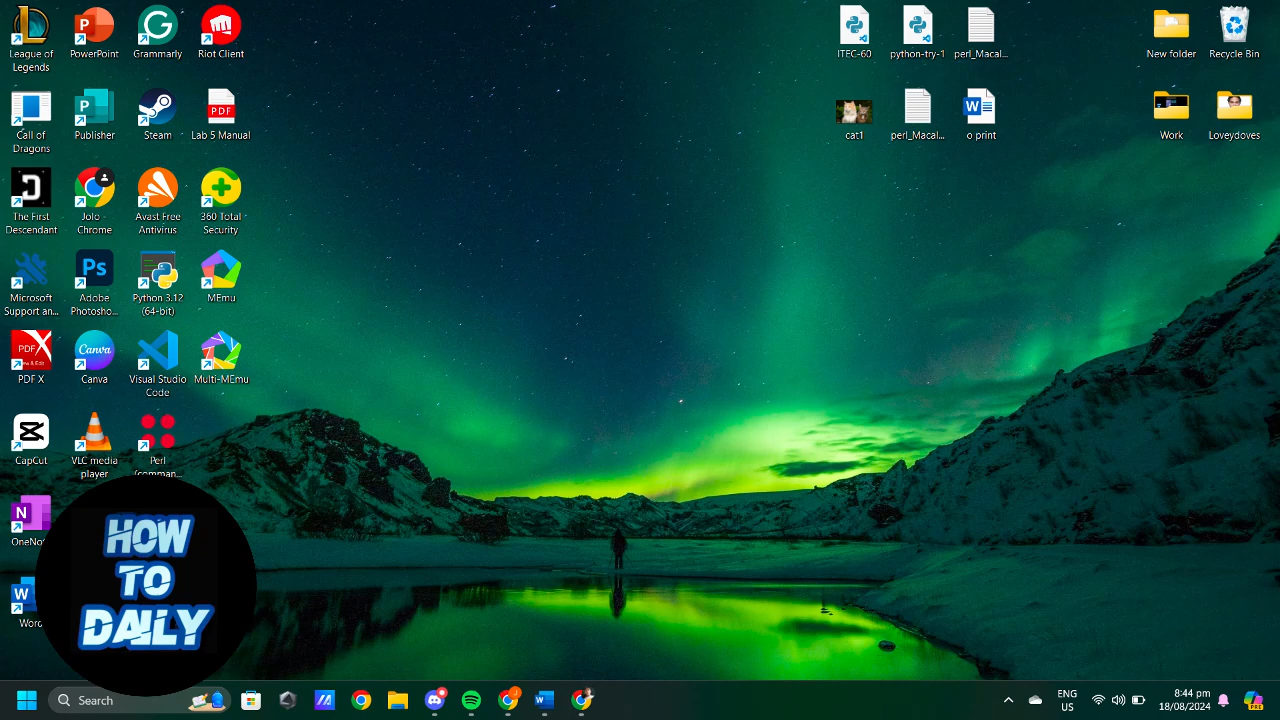 League of
Legends
PowerPoint
Grammarly
Riot Client
Call of
Dragons
Publisher
Steam
PDF
Lab 5 Manual
The First
Descendant
Jolo -
Chrome
Avast Free
Antivirus
360 Total
Security
Microsoft
Support an...
Ps
Adobe
Photosho...
Python 3.12
(64-bit)
MEmu
PDF
PDF X
Canva
Canva
Visual Studio
Code
Multi-MEmu
CapCut
VLC media
player
Perl
(comman...
N
W
HOW
TO
DAILY
ITEC-60
python-try-1
perl_Macal...
New folder
Recycle Bin
cat1
perl_Macal...
W
o print
Work
Loveydoves
Search
ENG
US
8:44 pm
18/08/2024